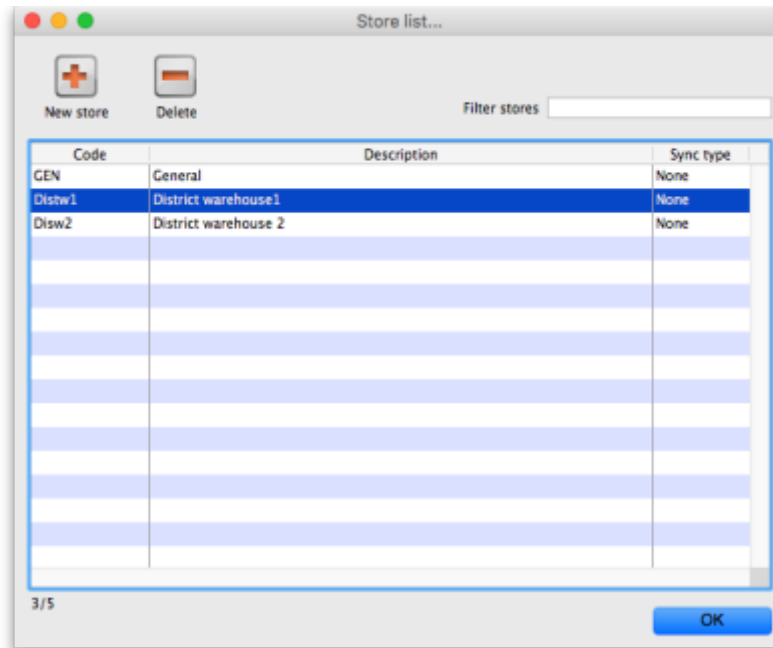 Store list...
New store Delete Filter stores
Code Description Sync type
GEN General None
Distw1 District warehouse1 None
Disw2 District warehouse 2 None
3/5
OK